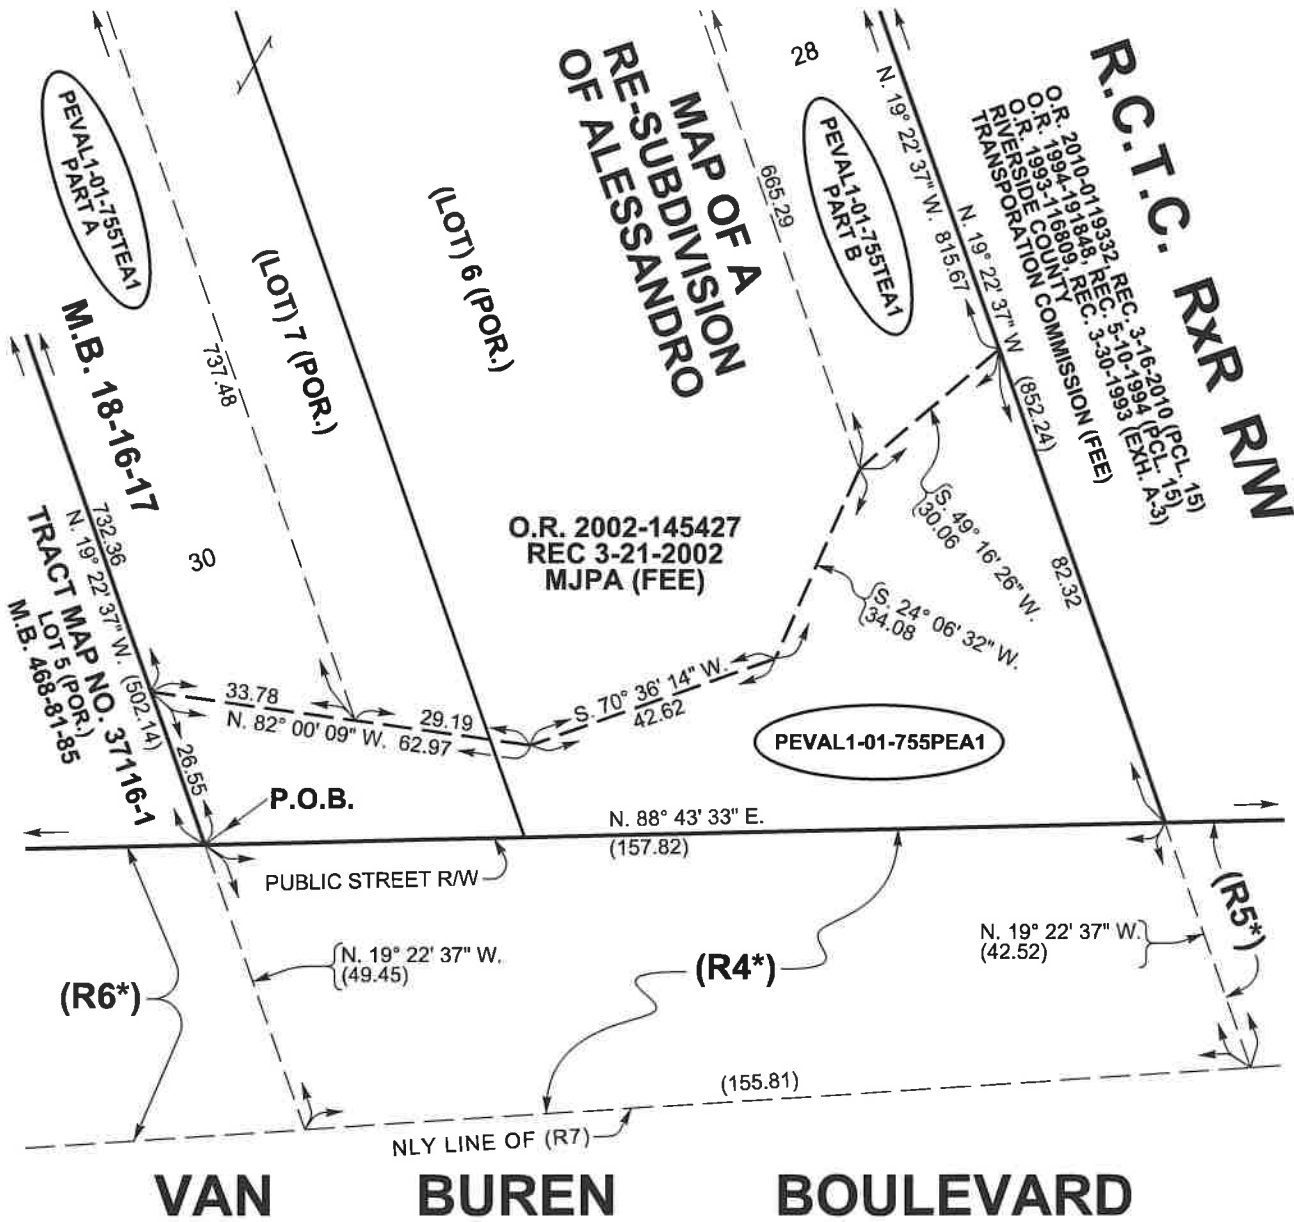 28
R.C.T.C. RxR R/W
O.R. 2010-0119332, REC. 3-16-2010 (PCL. 15)
O.R. 1994-191848, REC. 5-10-1994 (PCL. 15)
O.R. 1993-116809, REC. 3-30-1993 (EXH. A-3)
RIVERSIDE COUNTY
TRANSPORATION COMMISSION (FEE)
MAP OF A
RE-SUBDIVISION
OF ALESSANDRO
PEVAL1-01-755TEA1
PART A
PEVAL1-01-755TEA1
PART B
N. 19° 22' 37" W. 815.67
N. 19° 22' 37" W (852.24)
665.29
(LOT) 6 (POR.)
(LOT) 7 (POR.)
737.48
M.B. 18-16-17
732.36
N. 19° 22' 37" W. (502.14)
TRACT MAP NO. 37116-1
LOT 5 (POR.)
M.B. 468-81-85
30
O.R. 2002-145427
REC 3-21-2002
MJPA (FEE)
S. 49° 16' 26" W.
30.06
82.32
S. 24° 06' 32" W.
34.08
S. 70° 36' 14" W.
42.62
33.78
29.19
N. 82° 00' 09" W. 62.97
26.55
PEVAL1-01-755PEA1
P.O.B.
N. 88° 43' 33" E.
(157.82)
PUBLIC STREET R/W
(R5*)
N. 19° 22' 37" W.
(49.45)
N. 19° 22' 37" W.
(42.52)
(R6*)
(R4*)
(155.81)
NLY LINE OF (R7)
VAN BUREN BOULEVARD